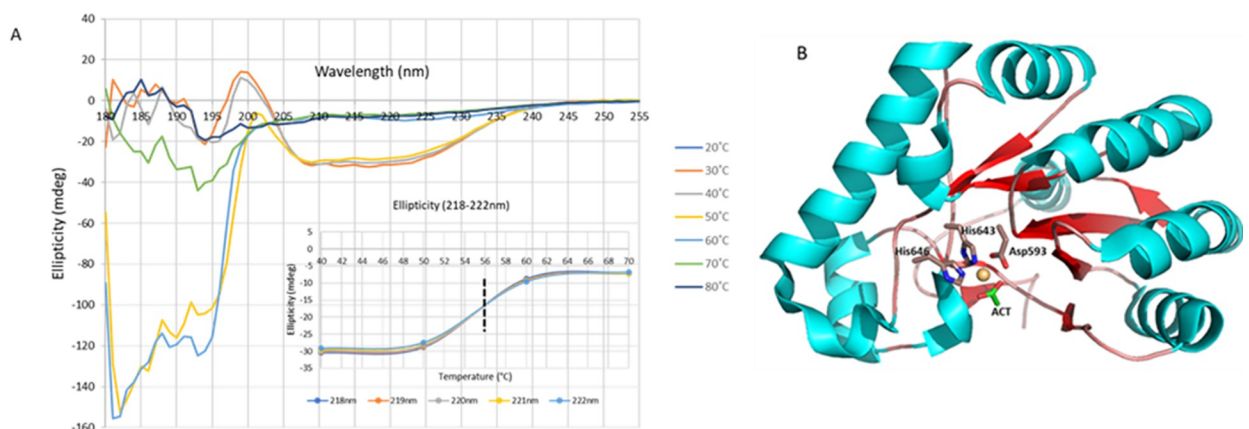 A
B
40
20
0
-20
-40
-60
-80
-100
-120
-140
-160
Ellipticity (mdeg)
Wavelength (nm)
180 185 190 195 200 205 210 215 220 225 230 235 240 245 250 255
20°C
30°C
40°C
50°C
60°C
70°C
80°C
Ellipticity (218-222nm)
5
0
-5
-10
-15
-20
-25
-30
-35
Ellipticity (mdeg)
40 42 44 46 48 50 52 54 56 58 60 62 64 66 68 70
Temperature (°C)
218nm 219nm 220nm 221nm 222nm
His643
His646
Asp593
ACT